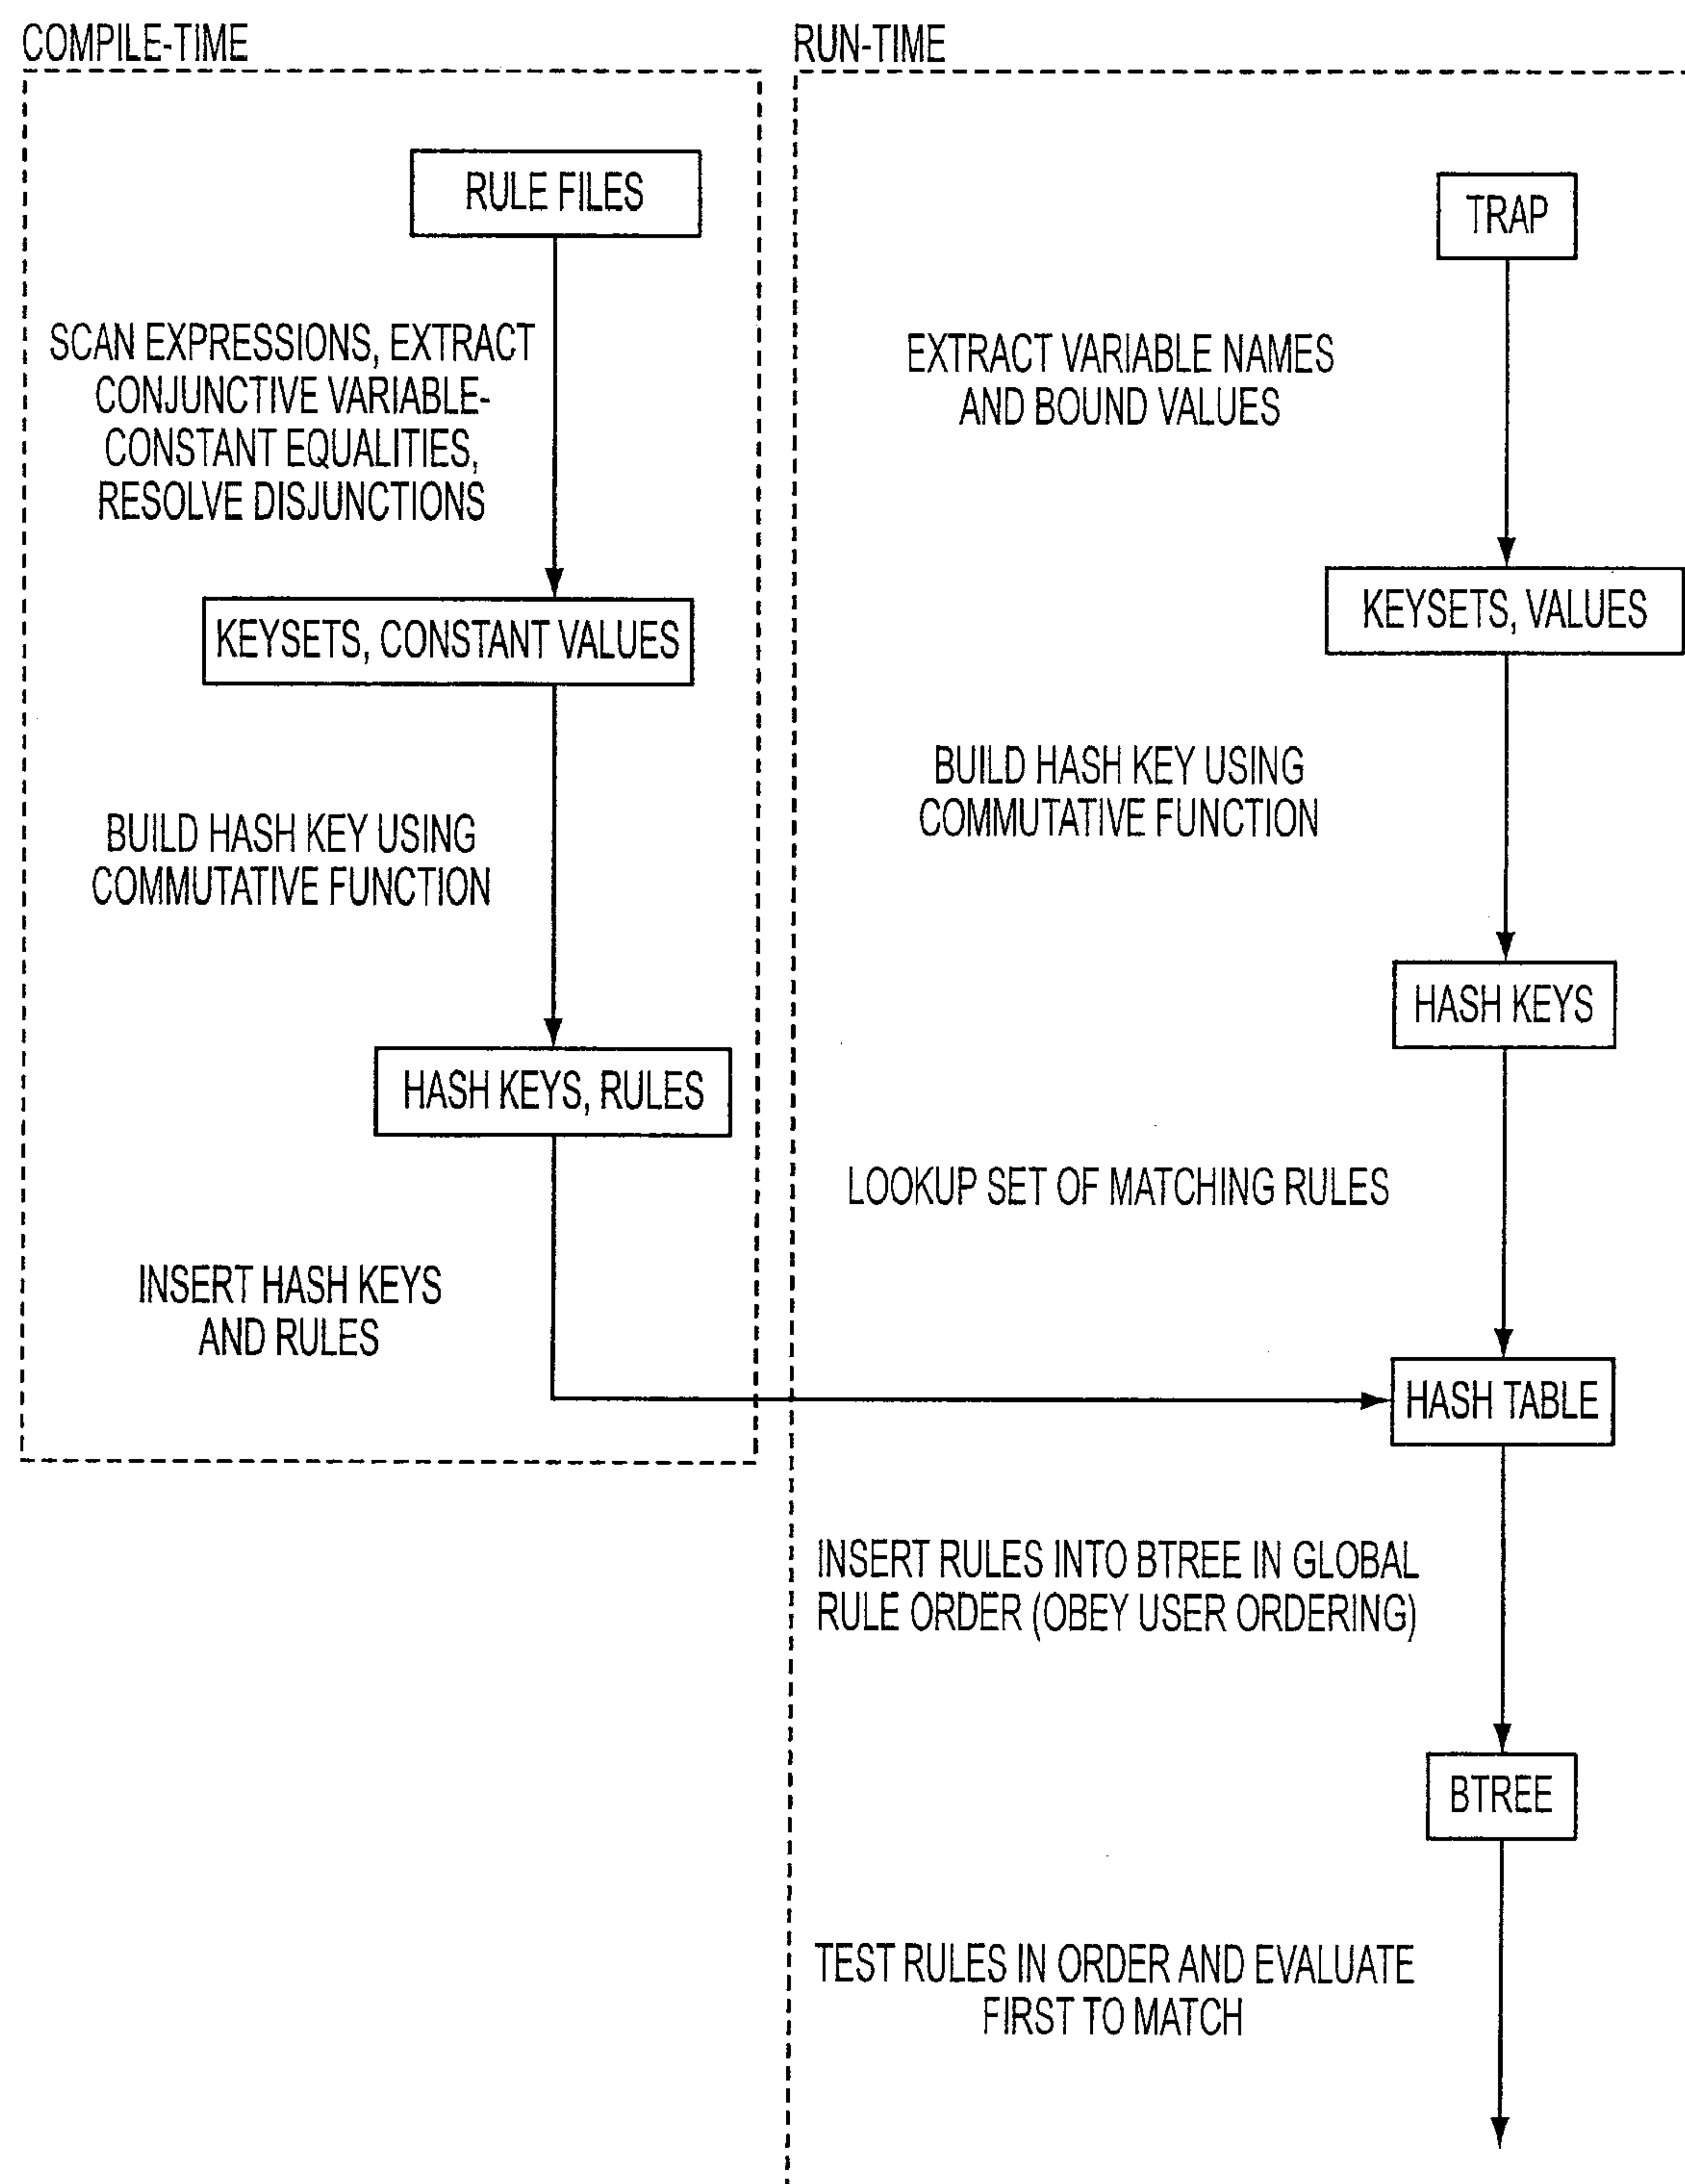 COMPILE-TIME
RULE FILES
SCAN EXPRESSIONS, EXTRACT
CONJUNCTIVE VARIABLE-
CONSTANT EQUALITIES,
RESOLVE DISJUNCTIONS
KEYSETS, CONSTANT VALUES
BUILD HASH KEY USING
COMMUTATIVE FUNCTION
HASH KEYS, RULES
INSERT HASH KEYS
AND RULES
RUN-TIME
TRAP
EXTRACT VARIABLE NAMES
AND BOUND VALUES
KEYSETS, VALUES
BUILD HASH KEY USING
COMMUTATIVE FUNCTION
HASH KEYS
LOOKUP SET OF MATCHING RULES
HASH TABLE
INSERT RULES INTO BTREE IN GLOBAL
RULE ORDER (OBEY USER ORDERING)
BTREE
TEST RULES IN ORDER AND EVALUATE
FIRST TO MATCH